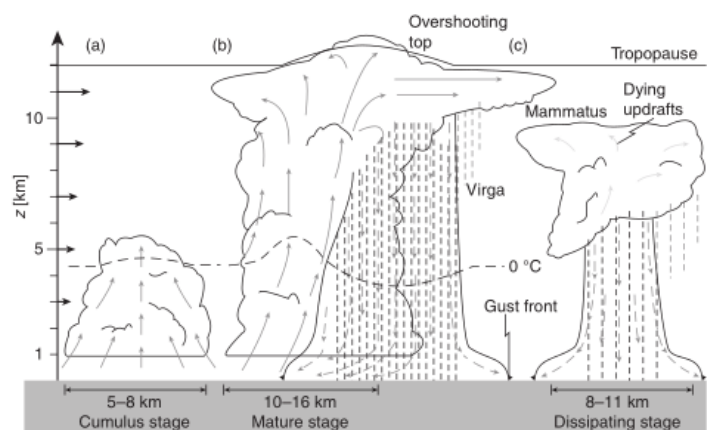 Overshooting
top
(a)
(b)
(c)
Tropopause
Dying
updrafts
Mammatus
10
z [km]
Virga
5
0 °C
Gust front
1
5–8 km
10–16 km
8–11 km
Cumulus stage
Mature stage
Dissipating stage